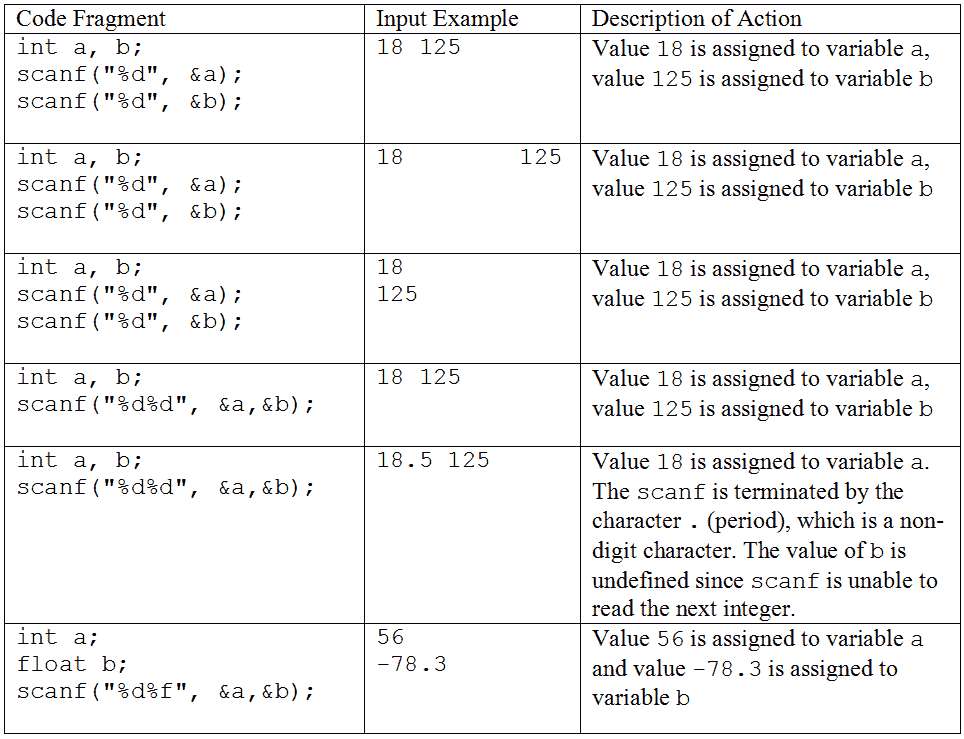 Code Fragment
Input Example
Description of Action
int a, b;
scanf("%d", &a);
scanf("%d", &b);
18 125
Value 18 is assigned to variable a,
value 125 is assigned to variable b
int a, b;
scanf("%d", &a);
scanf("%d", &b);
18 125
Value 18 is assigned to variable a,
value 125 is assigned to variable b
int a, b;
scanf("%d", &a);
scanf("%d", &b);
18
125
Value 18 is assigned to variable a,
value 125 is assigned to variable b
int a, b;
scanf("%d%d", &a,&b);
18 125
Value 18 is assigned to variable a,
value 125 is assigned to variable b
int a, b;
scanf("%d%d", &a,&b);
18.5 125
Value 18 is assigned to variable a.
The scanf is terminated by the
character . (period), which is a non-
digit character. The value of b is
undefined since scanf is unable to
read the next integer.
int a;
float b;
scanf("%d%f", &a,&b);
56
-78.3
Value 56 is assigned to variable a
and value -78.3 is assigned to
variable b